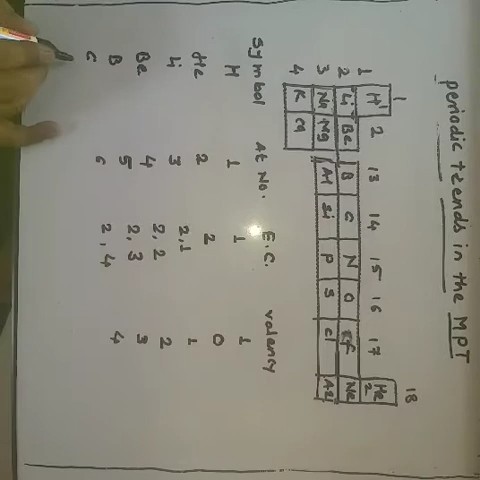 periodic trends in the MPT
1 18
1 H 1 2 13 14 15 16 17 He 2
2 Li Be B C N O F Ne
3 Na Mg Al Si P S Cl Ar
4 K Ca
Symbol At No. E.C. Valency
H 1 1 1
He 2 2 0
Li 3 2,1 1
Be 4 2,2 2
B 5 2,3 3
C 6 2,4 4